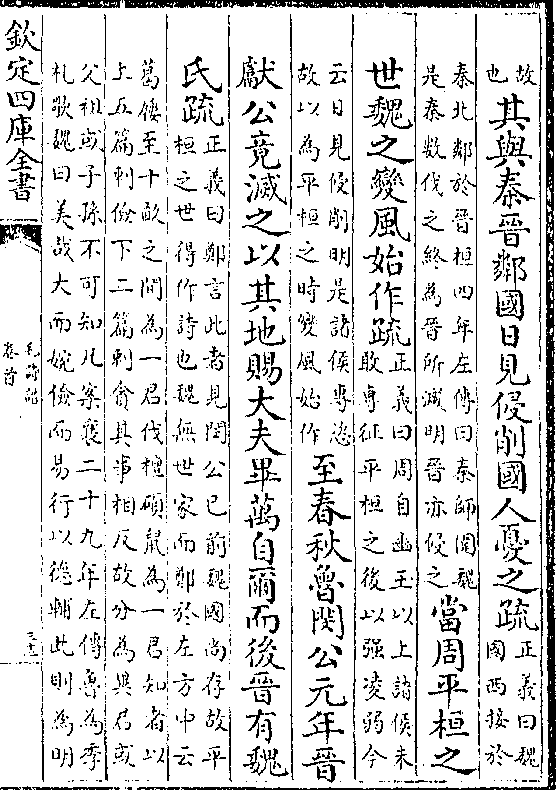 故
也
其與秦晉鄰國日見侵削國人憂之疏
正義曰魏
國西接於
秦北鄰於晉桓四年左傳曰秦師圍魏
是秦數伐之終為晉所滅明晉亦侵之
當周平桓之
世魏之變風始作疏
正義曰周自幽王以上諸侯未
敢專征平桓之後以强凌弱今
云日見侵削明是諸侯專恣
故以為平桓之時變風始作
至春秋魯閔公元年晉
獻公竟滅之以其地賜大夫畢萬自爾而後晉有魏
氏疏
正義曰鄭言此者見閔公已前魏國尚存故平
桓之世得作詩也魏無世家而鄭於左方中云
葛屨至十畝之間為一君伐檀碩鼠為一君知者以
上五篇刺儉下二篇刺貪其事相反故分為異君或
父祖或子孫不可知凡案襄二十九年左傳魯為季
札歌魏曰美哉大而婉儉而易行以德輔此則為明
欽定四庫全書
毛詩
卷首